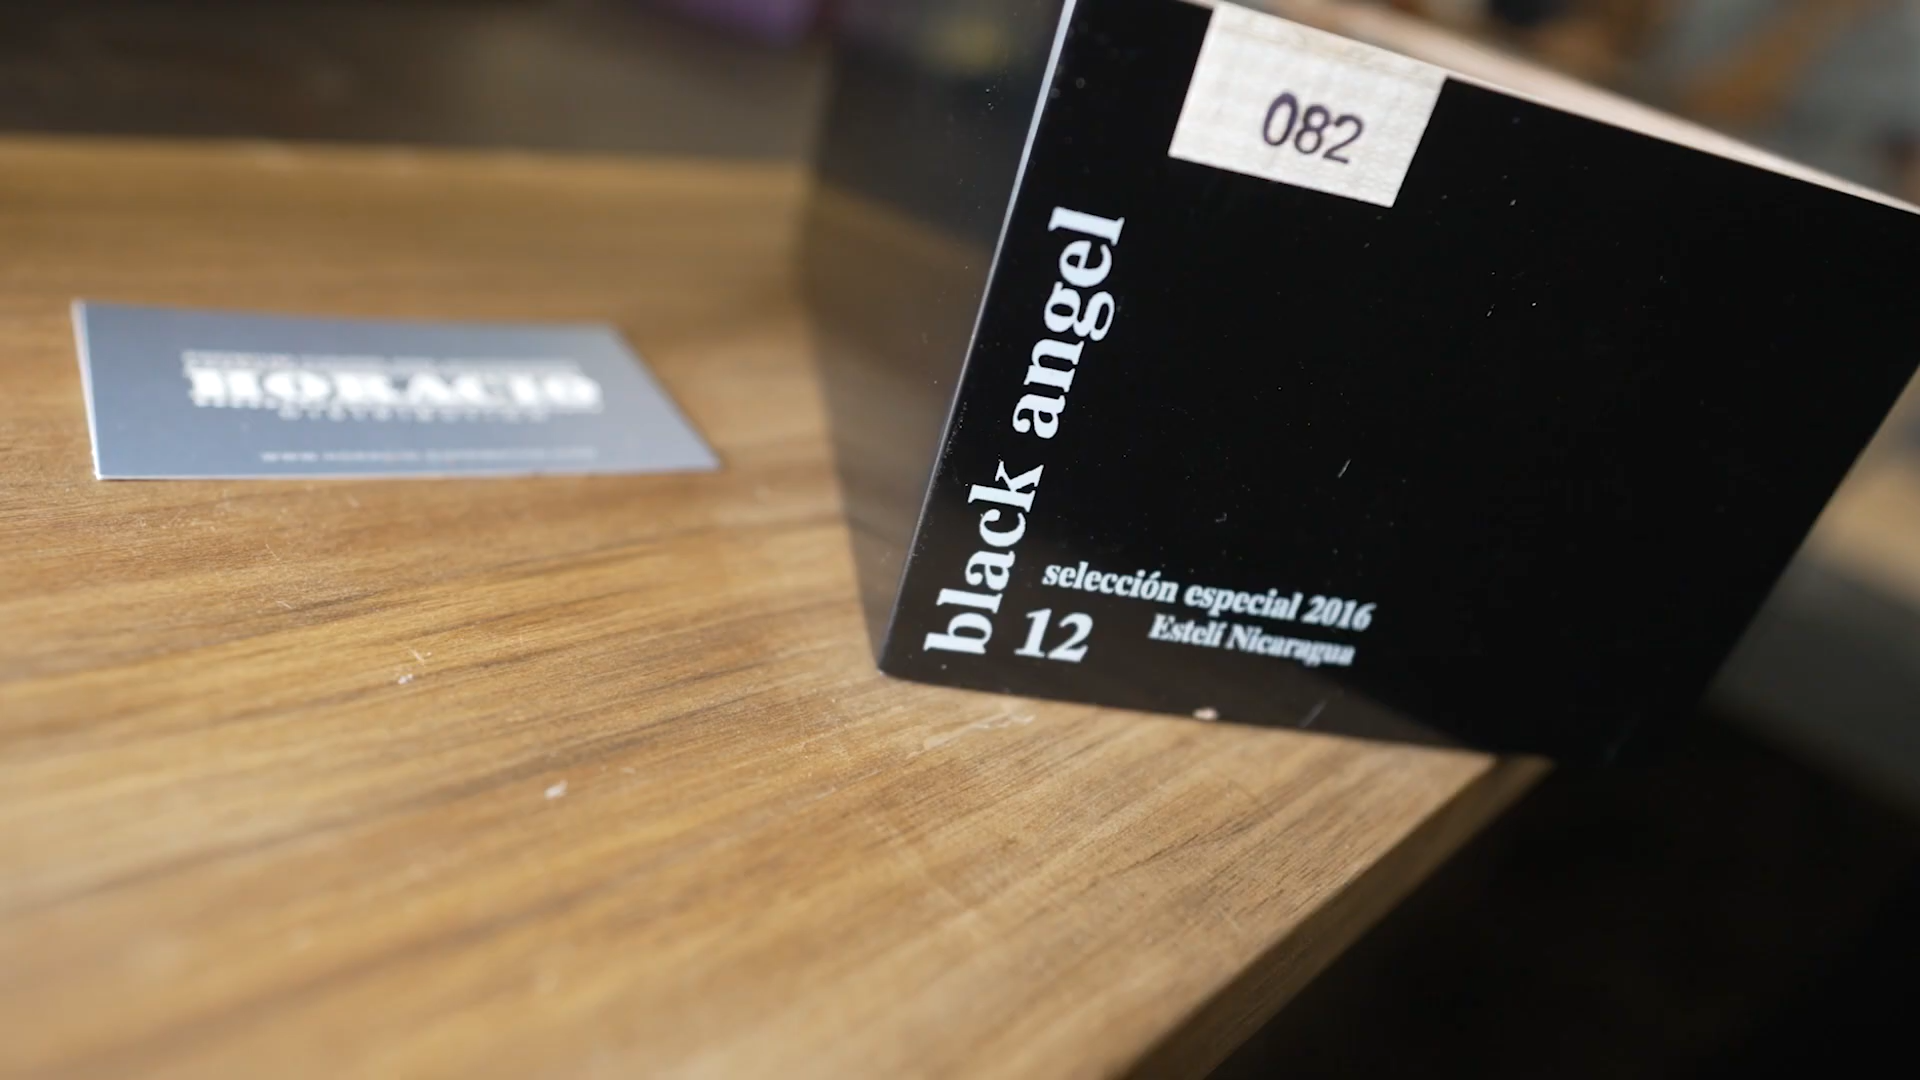 HORACIO
082
black angel
selección especial 2016
12
Estelí Nicaragua